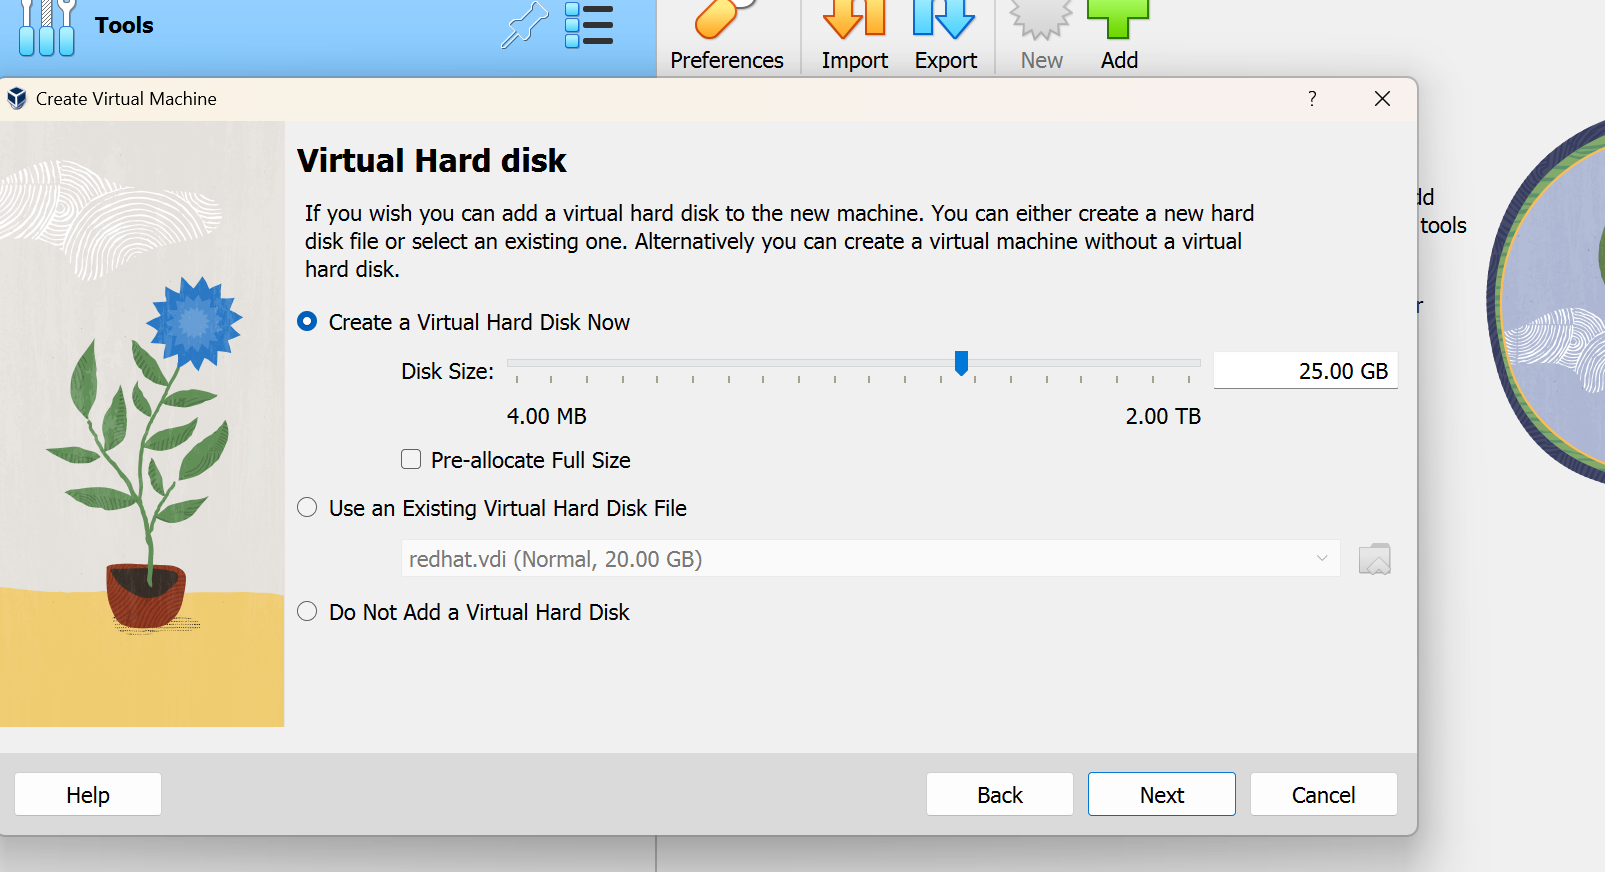 Tools
Preferences
Import
Export
New
Add
Create Virtual Machine
?
Virtual Hard disk
If you wish you can add a virtual hard disk to the new machine. You can either create a new hard
disk file or select an existing one. Alternatively you can create a virtual machine without a virtual
hard disk.
Create a Virtual Hard Disk Now
Disk Size:
25.00 GB
4.00 MB
2.00 TB
Pre-allocate Full Size
Use an Existing Virtual Hard Disk File
redhat.vdi (Normal, 20.00 GB)
Do Not Add a Virtual Hard Disk
Help
Back
Next
Cancel
tools